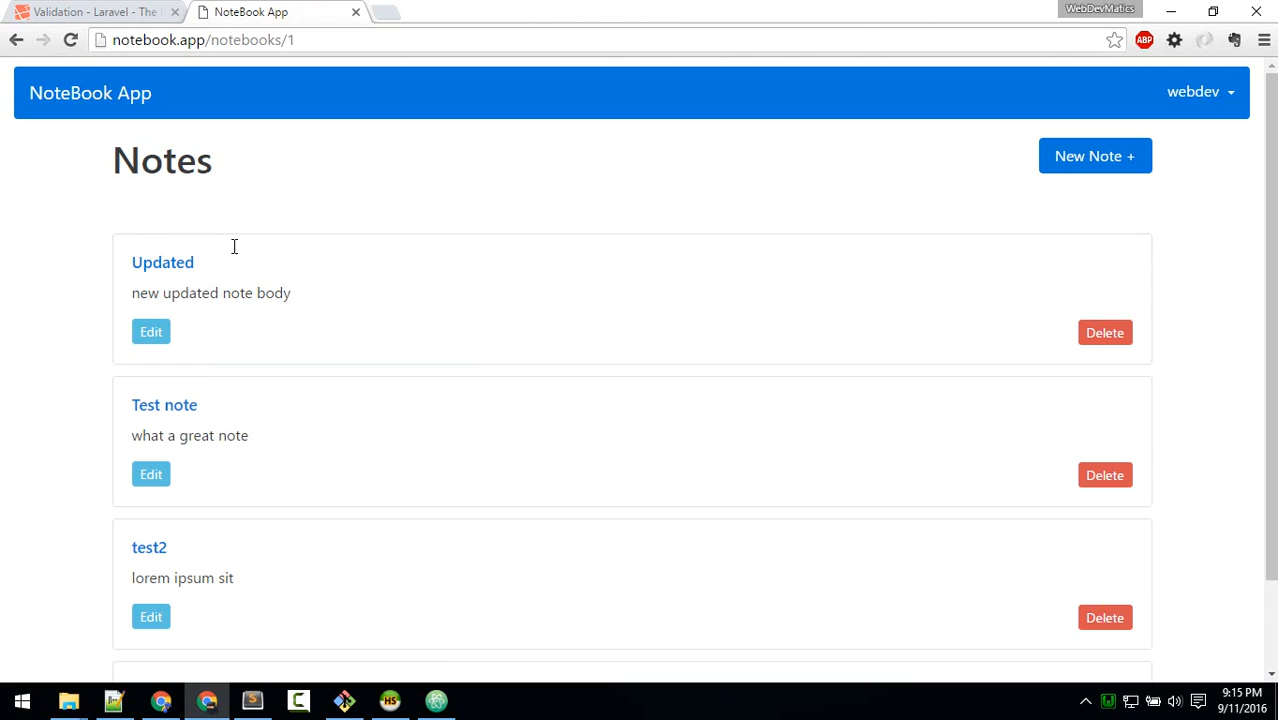 Validation - Laravel - The
NoteBook App
WebDevMatics
notebook.app/notebooks/1
ABP
NoteBook App
webdev
Notes
New Note +
Updated
new updated note body
Edit
Delete
Test note
what a great note
Edit
Delete
test2
lorem ipsum sit
Edit
Delete
S
C
HS
9:15 PM
9/11/2016